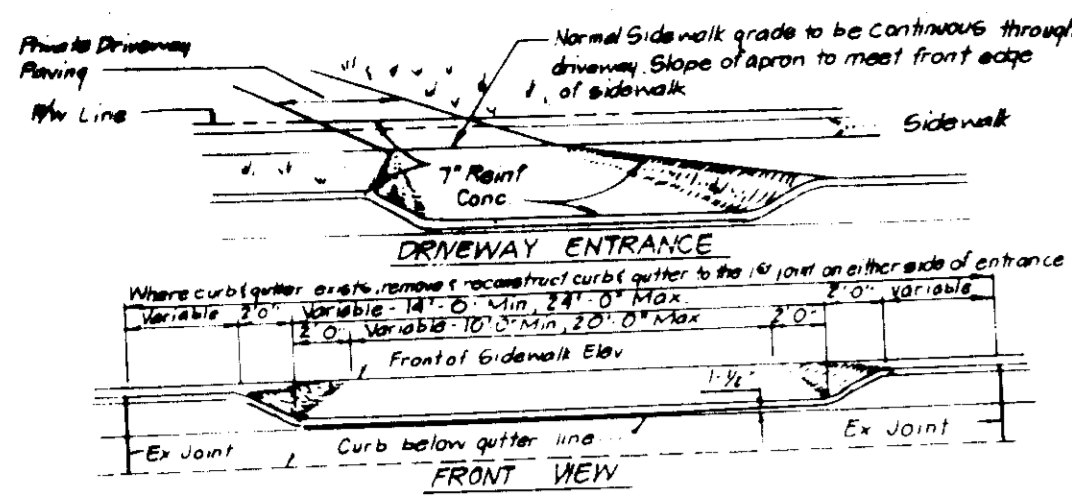 Private Driveway
Paving
R/W Line
Normal Sidewalk grade to be continuous through
driveway. Slope of apron to meet front edge
of sidewalk
Sidewalk
7" Reinf
Conc
DRIVEWAY ENTRANCE
Where curb & gutter exists, remove & reconstruct curb & gutter to the 1st joint on either side of entrance
Variable
2'0"
Variable - 14'-0" Min, 24'-0" Max.
2'0"
Variable
2'0"
Variable - 10'0" Min, 20'-0" Max
2'0"
Front of Sidewalk Elev
1-½"
Ex Joint
Curb below gutter line
Ex Joint
FRONT VIEW